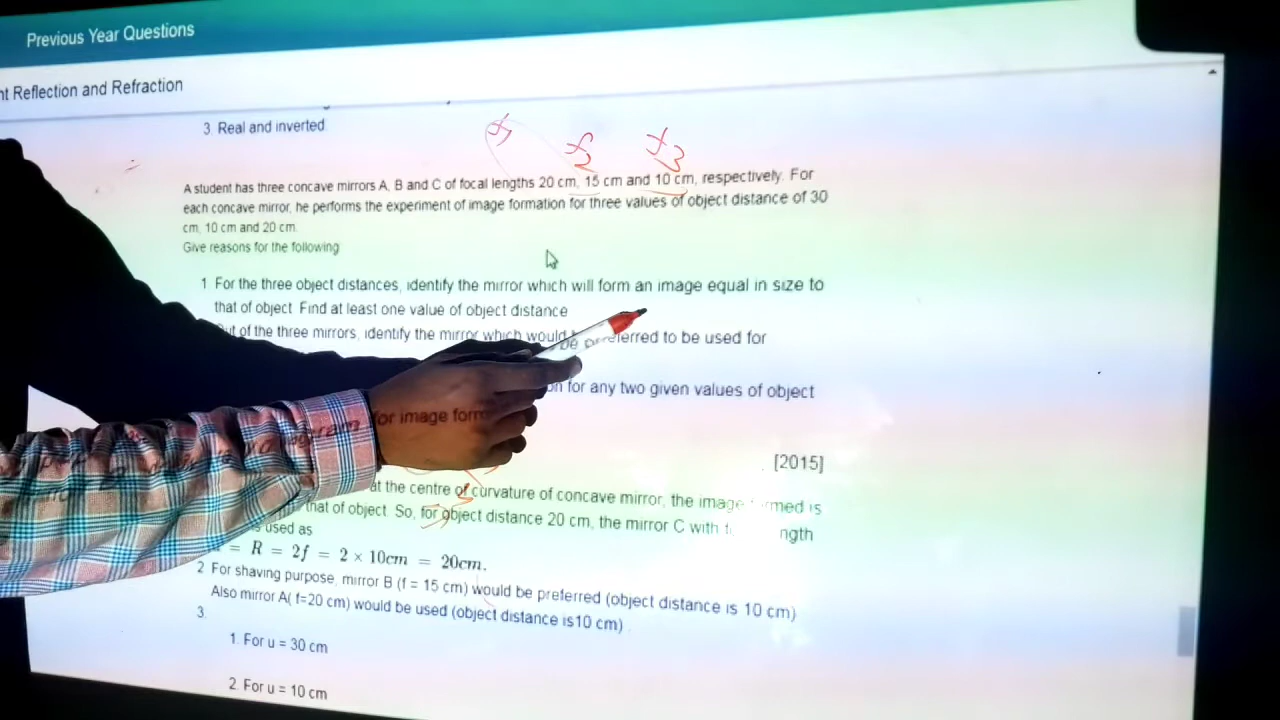 Previous Year Questions
nt Reflection and Refraction
3 Real and inverted
f1 f2 f3
A student has three concave mirrors A, B and C of focal lengths 20 cm, 15 cm and 10 cm, respectively. For
each concave mirror, he performs the experiment of image formation for three values of object distance of 30
cm, 10 cm and 20 cm.
Give reasons for the following
1 For the three object distances, identify the mirror which will form an image equal in size to
that of object. Find at least one value of object distance
of the three mirrors, identify the mirror which would be preferred to be used for
for any two given values of object
for image form
[2015]
at the centre of curvature of concave mirror, the image is
that of object. So, for object distance 20 cm, the mirror C with
used as
= R = 2f = 2 × 10cm = 20cm.
2 For shaving purpose, mirror B (f = 15 cm) would be preferred (object distance is 10 cm)
Also mirror A( f=20 cm) would be used (object distance is10 cm)
3.
1. For u = 30 cm
2. For u = 10 cm